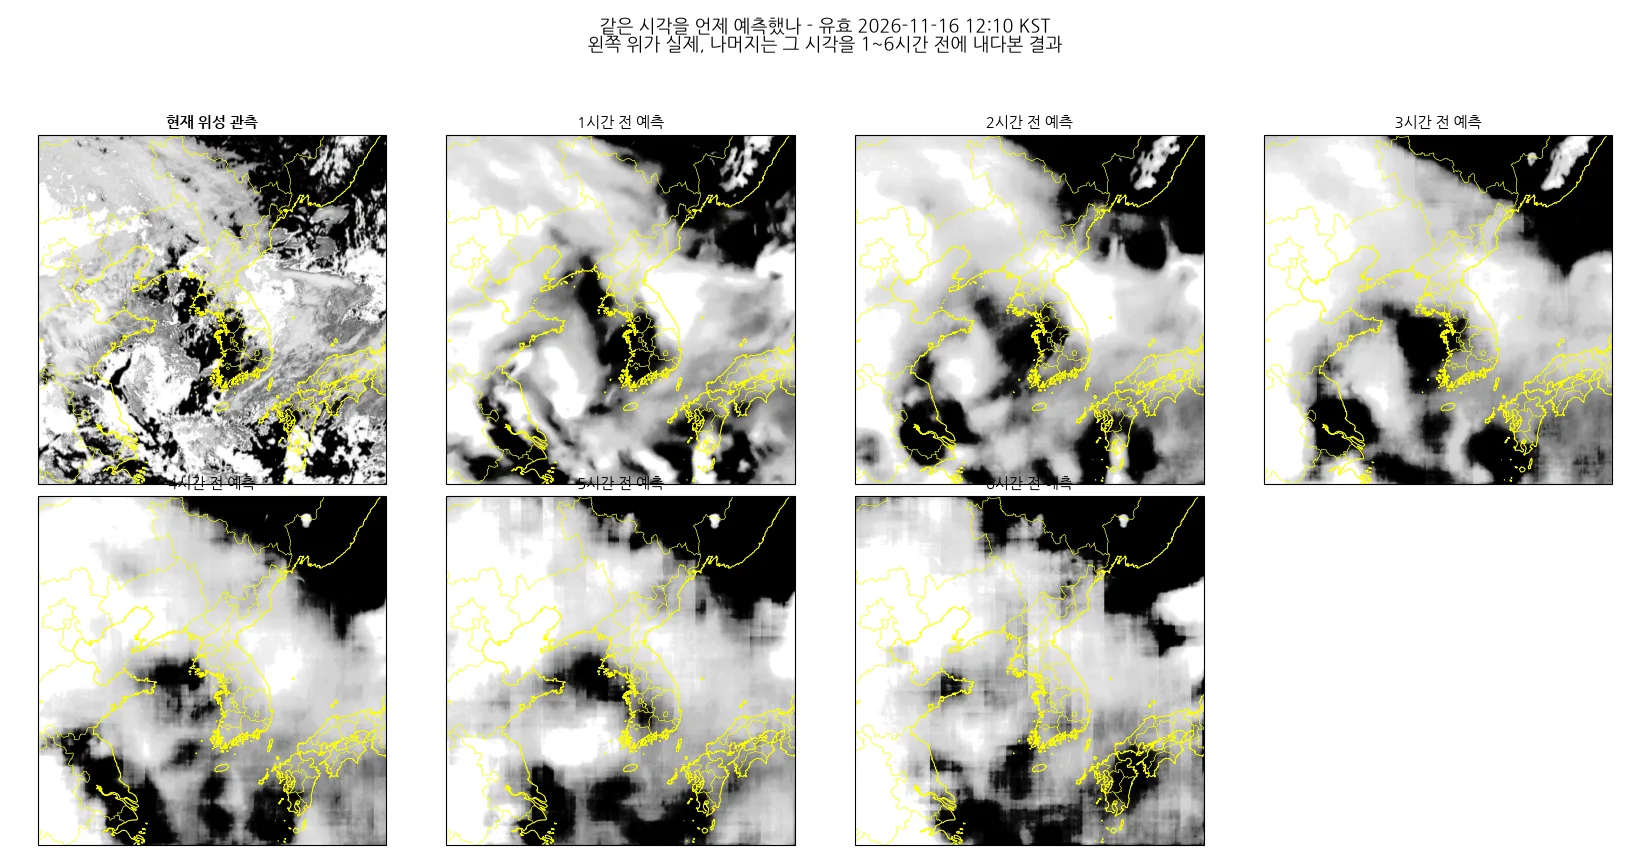 같은 시각을 언제 예측했나 - 유효 2026-11-16 12:10 KST
왼쪽 위가 실제, 나머지는 그 시각을 1~6시간 전에 내다본 결과
현재 위성 관측
1시간 전 예측
2시간 전 예측
3시간 전 예측
4시간 전 예측
5시간 전 예측
6시간 전 예측